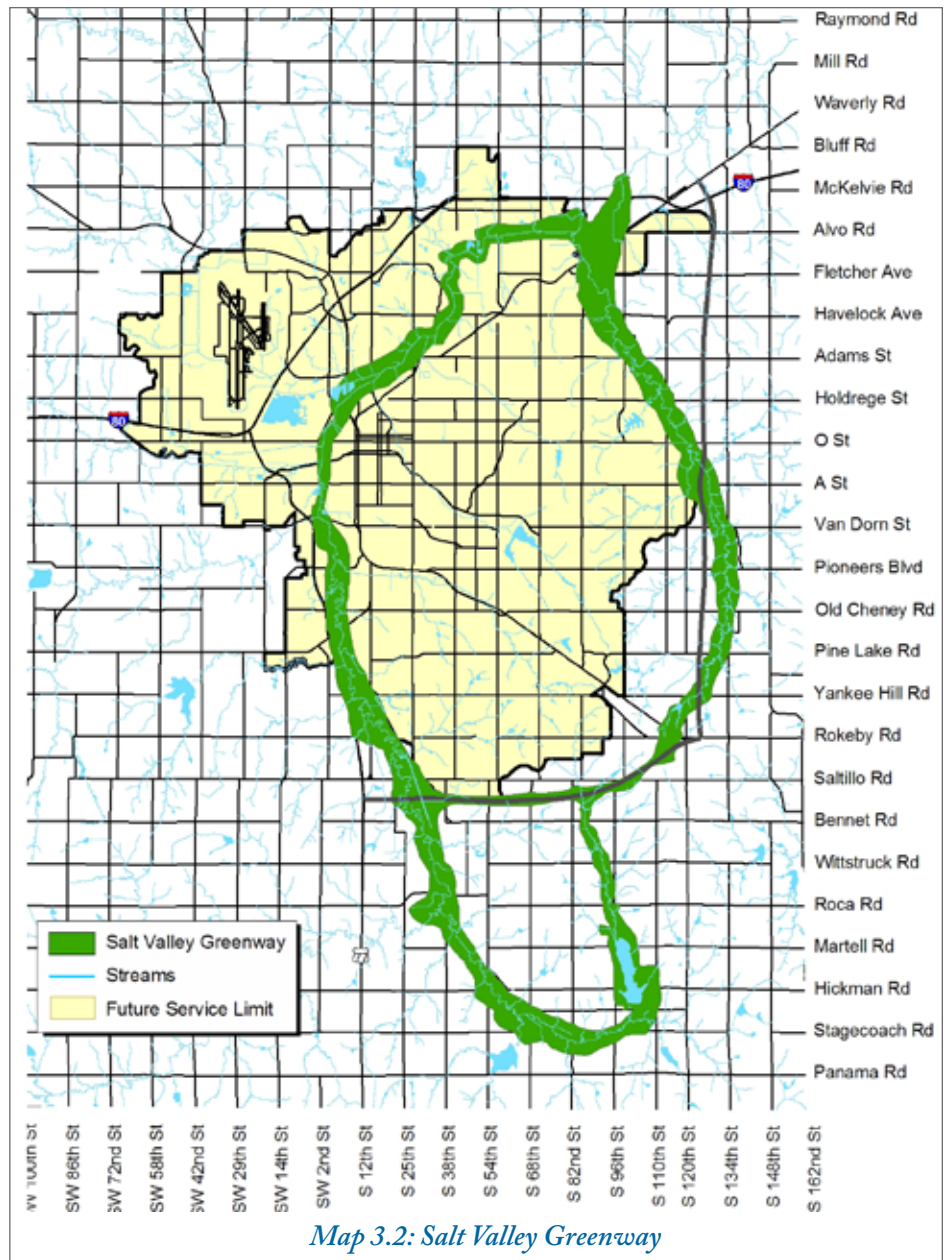 Raymond Rd
Mill Rd
Waverly Rd
Bluff Rd
80
McKelvie Rd
Alvo Rd
Fletcher Ave
Havelock Ave
Adams St
Holdrege St
80
O St
A St
Van Dorn St
Pioneers Blvd
Old Cheney Rd
Pine Lake Rd
Yankee Hill Rd
Rokeby Rd
Saltillo Rd
Bennet Rd
Wittstruck Rd
Roca Rd
Martell Rd
Hickman Rd
Stagecoach Rd
Panama Rd
Salt Valley Greenway
Streams
Future Service Limit
SW 86th St
SW 72nd St
SW 58th St
SW 42nd St
SW 29th St
SW 14th St
SW 2nd St
S 12th St
S 25th St
S 38th St
S 54th St
S 68th St
S 82nd St
S 96th St
S 110th St
S 120th St
S 134th St
S 148th St
S 162nd St
Map 3.2: Salt Valley Greenway